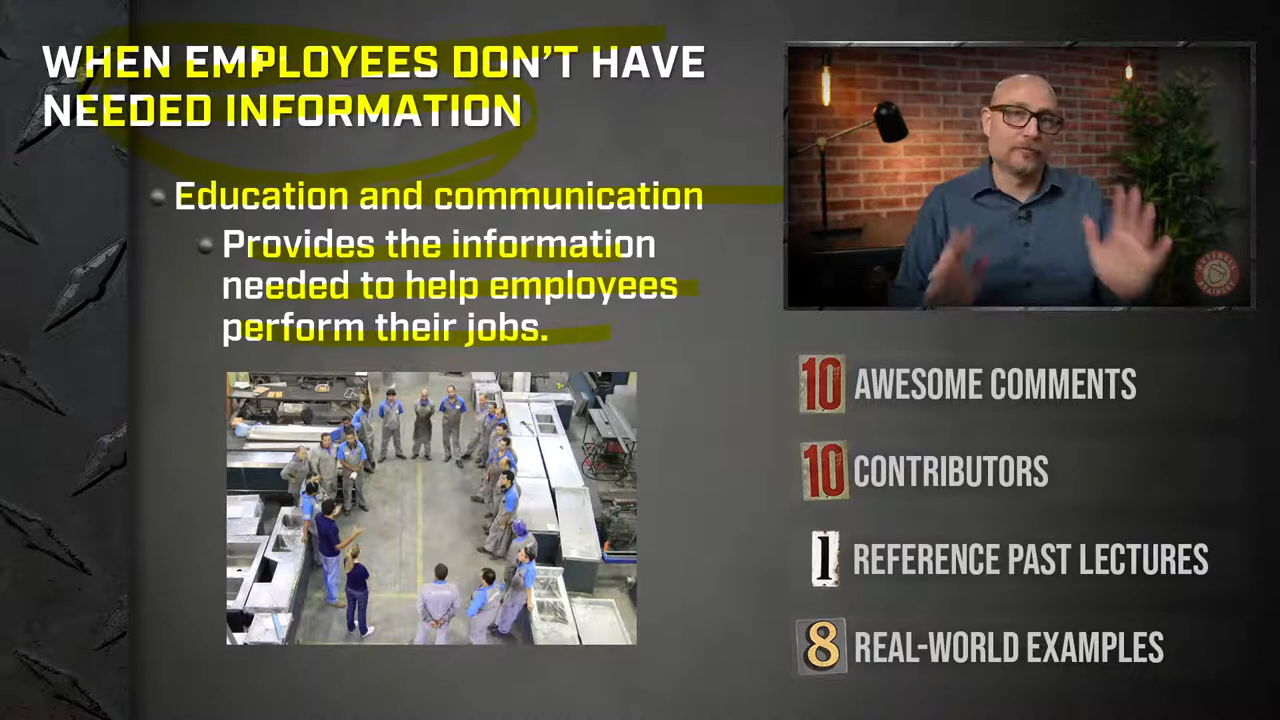 WHEN EMPLOYEES DON'T HAVE
NEEDED INFORMATION
Education and communication
Provides the information
needed to help employees
perform their jobs.
10 AWESOME COMMENTS
10 CONTRIBUTORS
1 REFERENCE PAST LECTURES
8 REAL-WORLD EXAMPLES